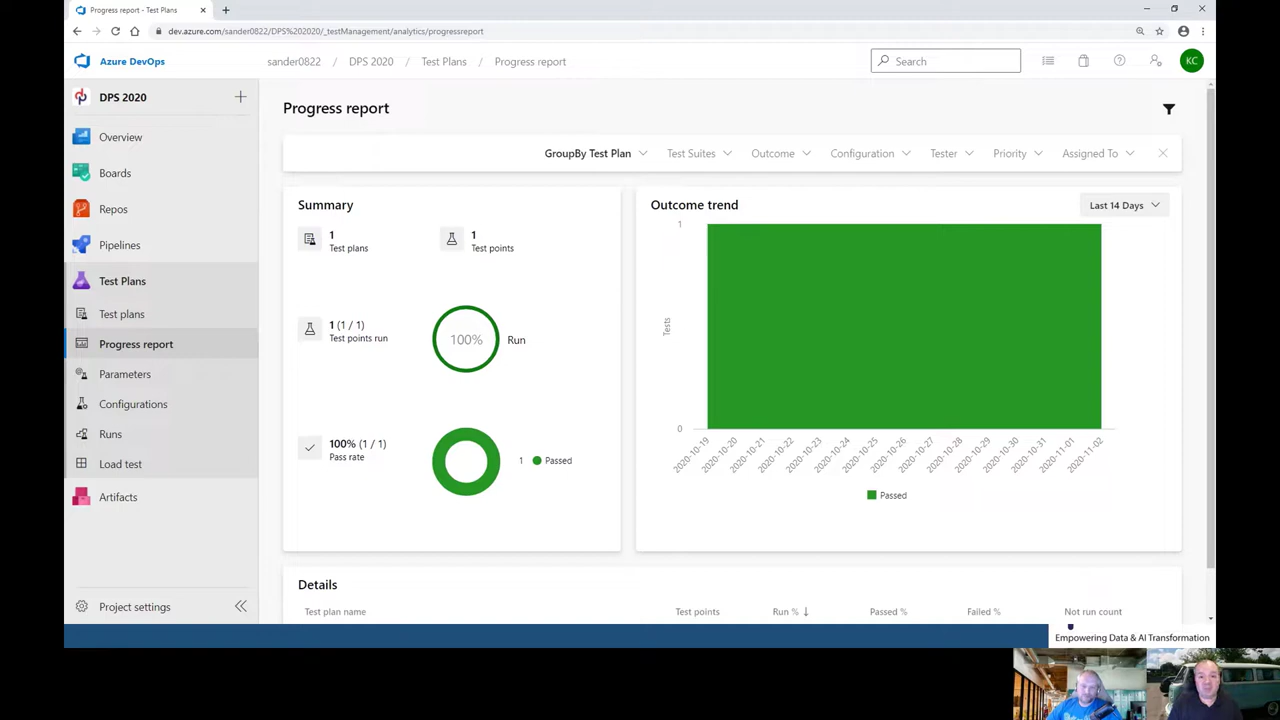 Progress report - Test Plans
dev.azure.com/sander0822/DPS%202020/_testManagement/analytics/progressreport
Azure DevOps
sander0822 / DPS 2020 / Test Plans / Progress report
Search
KC
DPS 2020
Overview
Boards
Repos
Pipelines
Test Plans
Test plans
Progress report
Parameters
Configurations
Runs
Load test
Artifacts
Project settings
Progress report
GroupBy Test Plan Test Suites Outcome Configuration Tester Priority Assigned To
Summary
1
Test plans
1
Test points
1 (1 / 1)
Test points run
100%
Run
100% (1 / 1)
Pass rate
1 Passed
Outcome trend
Last 14 Days
1
Tests
0
2020-10-19
2020-10-20
2020-10-21
2020-10-22
2020-10-23
2020-10-24
2020-10-25
2020-10-26
2020-10-27
2020-10-28
2020-10-29
2020-10-30
2020-10-31
2020-11-01
2020-11-02
Passed
Details
Test plan name Test points Run % Passed % Failed % Not run count
Empowering Data & AI Transformation